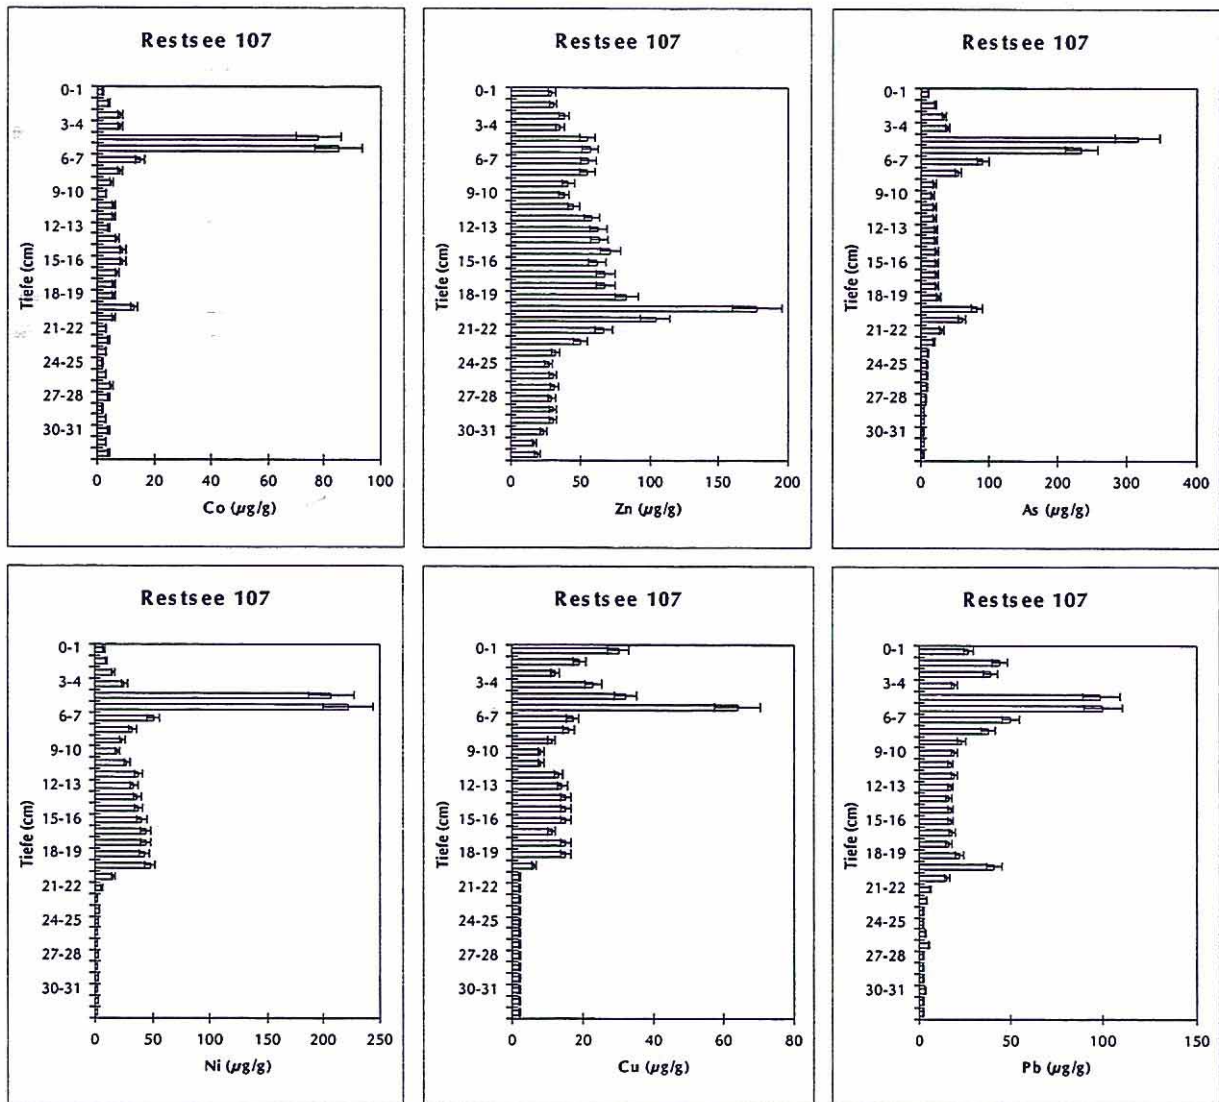 Restsee 107
0-1
3-4
6-7
9-10
12-13
15-16
18-19
21-22
24-25
27-28
30-31
Tiefe (cm)
0 20 40 60 80 100
Co (µg/g)
Restsee 107
0-1
3-4
6-7
9-10
12-13
15-16
18-19
21-22
24-25
27-28
30-31
Tiefe (cm)
0 50 100 150 200
Zn (µg/g)
Restsee 107
0-1
3-4
6-7
9-10
12-13
15-16
18-19
21-22
24-25
27-28
30-31
Tiefe (cm)
0 100 200 300 400
As (µg/g)
Restsee 107
0-1
3-4
6-7
9-10
12-13
15-16
18-19
21-22
24-25
27-28
30-31
Tiefe (cm)
0 50 100 150 200 250
Ni (µg/g)
Restsee 107
0-1
3-4
6-7
9-10
12-13
15-16
18-19
21-22
24-25
27-28
30-31
Tiefe (cm)
0 20 40 60 80
Cu (µg/g)
Restsee 107
0-1
3-4
6-7
9-10
12-13
15-16
18-19
21-22
24-25
27-28
30-31
Tiefe (cm)
0 50 100 150
Pb (µg/g)